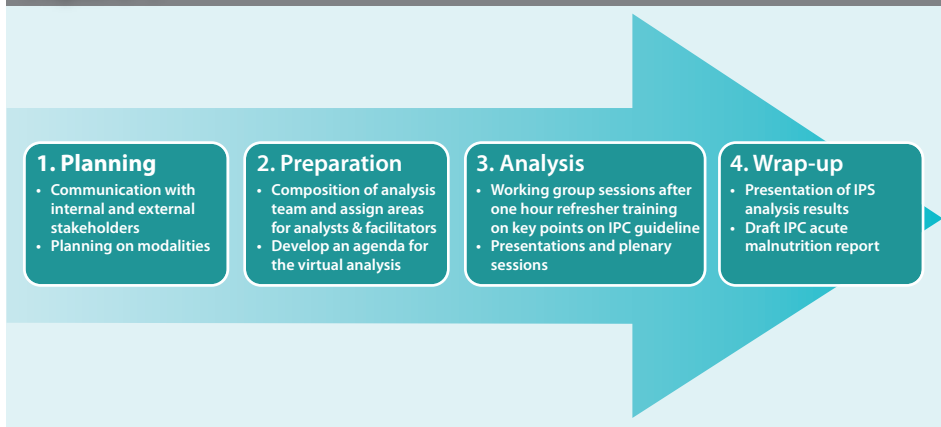 1. Planning
• Communication with
internal and external
stakeholders
• Planning on modalities
2. Preparation
• Composition of analysis
team and assign areas
for analysts & facilitators
• Develop an agenda for
the virtual analysis
3. Analysis
• Working group sessions after
one hour refresher training
on key points on IPC guideline
• Presentations and plenary
sessions
4. Wrap-up
• Presentation of IPS
analysis results
• Draft IPC acute
malnutrition report